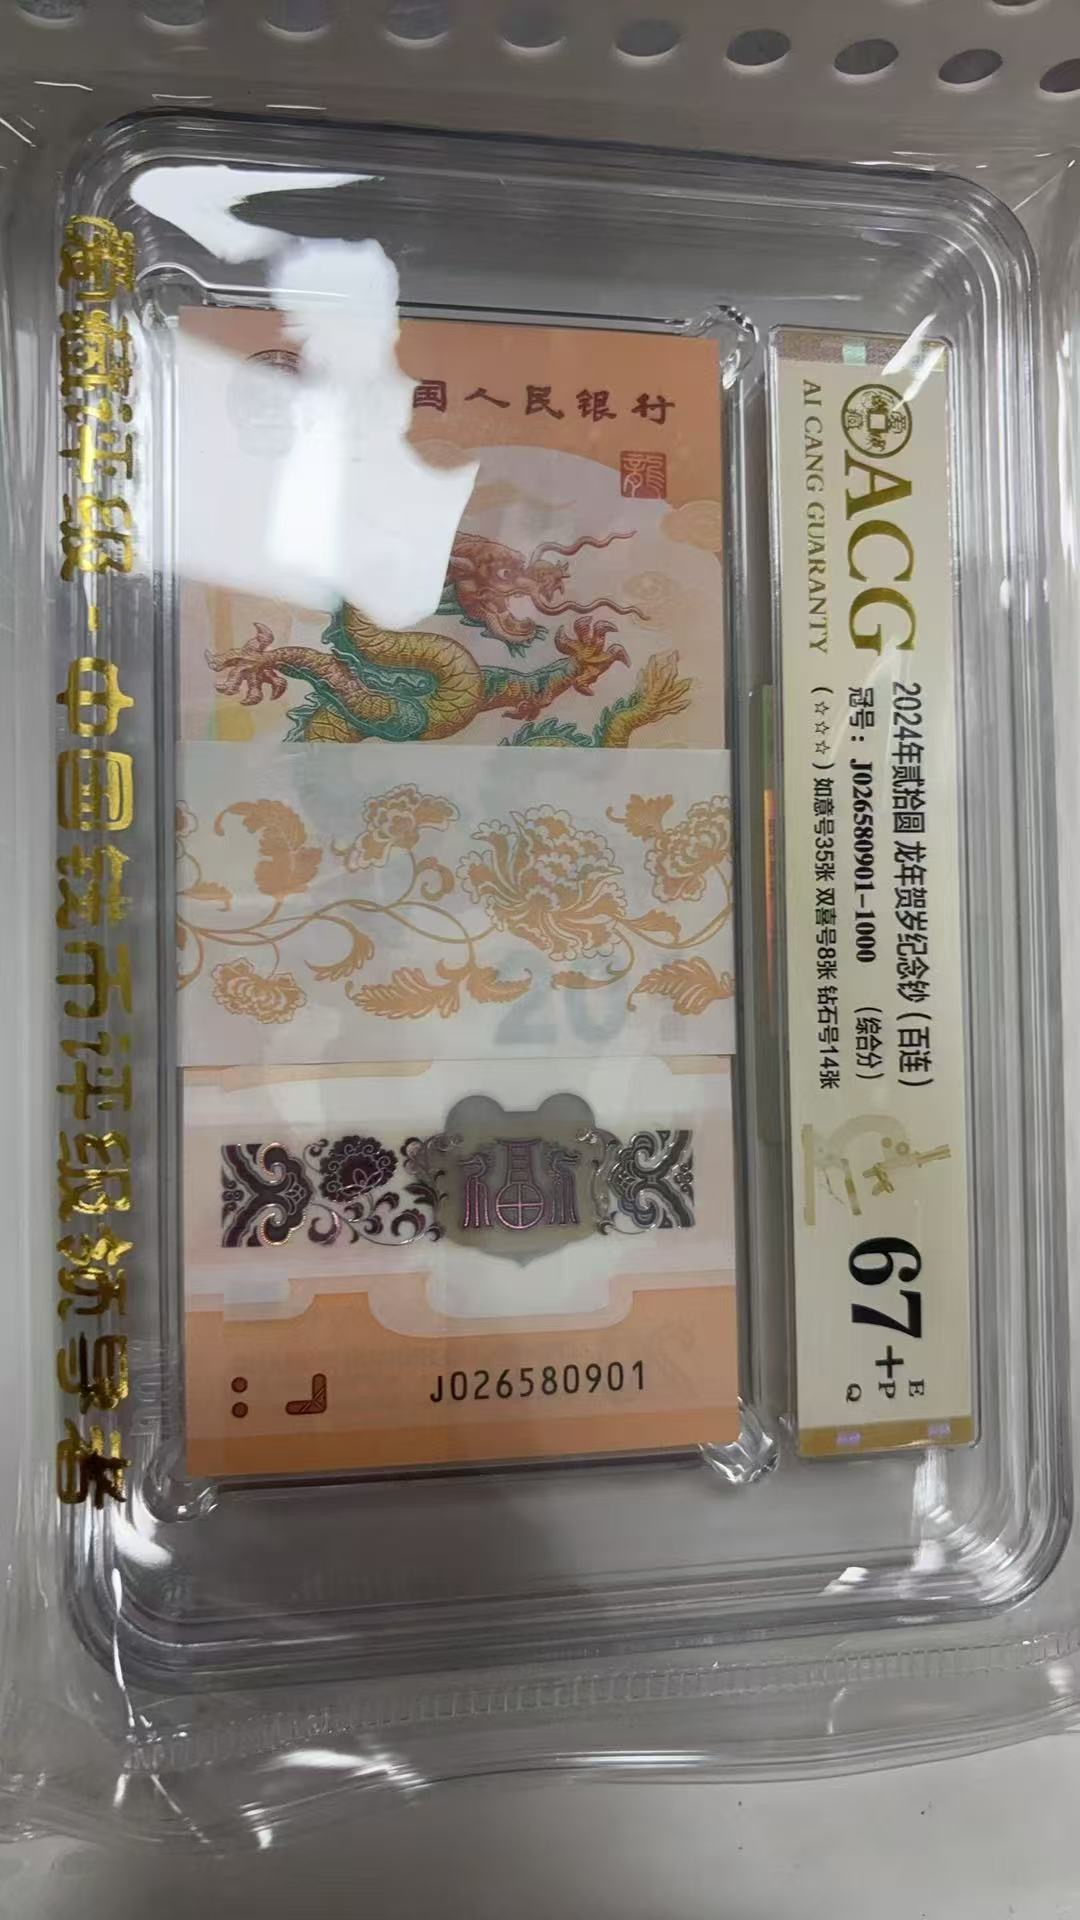 爱藏评级-中国钱币评级领导者
国人民银行
龍
20
福
J026580901
ACG
AI CANG GUARANTY
2024年贰拾圆 龙年贺岁纪念钞（百连）
冠号：J026580901-1000 （综合分）
（☆☆☆）如意号35张 双喜号8张 钻石号14张
67+
E
P
Q